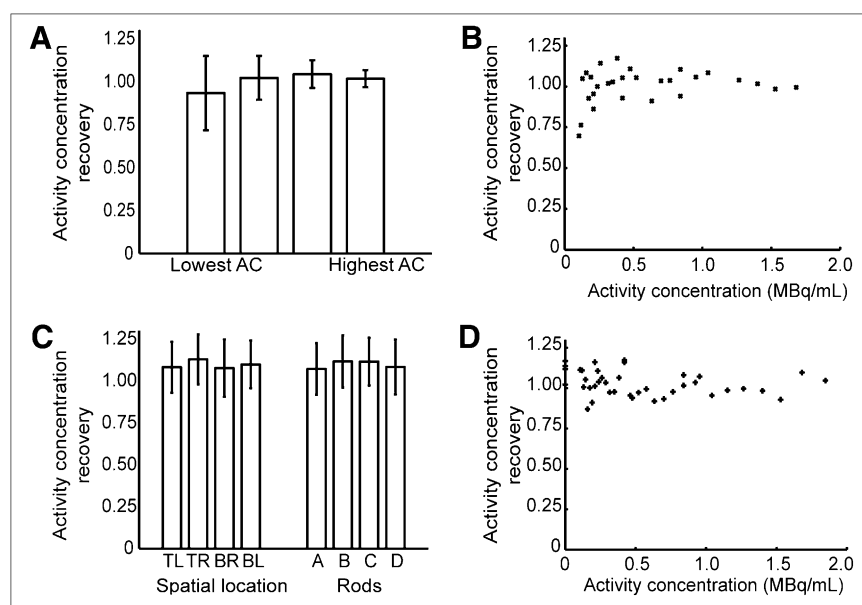 A
Activity concentration
recovery
1.25
1.00
0.75
0.50
0.25
0
Lowest AC
Highest AC
B
Activity concentration
recovery
1.25
1.00
0.75
0.50
0.25
0
0
0.5
1.0
1.5
2.0
Activity concentration (MBq/mL)
C
Activity concentration
recovery
1.25
1.00
0.75
0.50
0.25
0
TL TR BR BL
A B C D
Spatial location
Rods
D
Activity concentration
recovery
1.25
1.00
0.75
0.50
0.25
0
0
0.5
1.0
1.5
2.0
Activity concentration (MBq/mL)